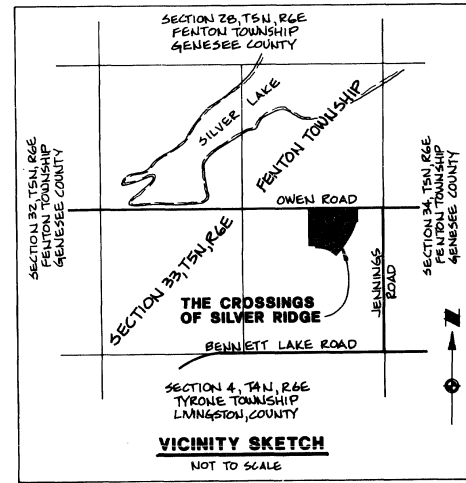 SECTION 28, T5N, R6E
FENTON TOWNSHIP
GENESEE COUNTY
SILVER LAKE
FENTON TOWNSHIP
SECTION 32, T5N, R6E
FENTON TOWNSHIP
GENESEE COUNTY
OWEN ROAD
SECTION 34, T5N, R6E
FENTON TOWNSHIP
GENESEE COUNTY
SECTION 33, T5N, R6E
JENNINGS
ROAD
THE CROSSINGS
OF SILVER RIDGE
N
BENNETT LAKE ROAD
SECTION 4, T4N, R6E
TYRONE TOWNSHIP
LIVINGSTON, COUNTY
VICINITY SKETCH
NOT TO SCALE